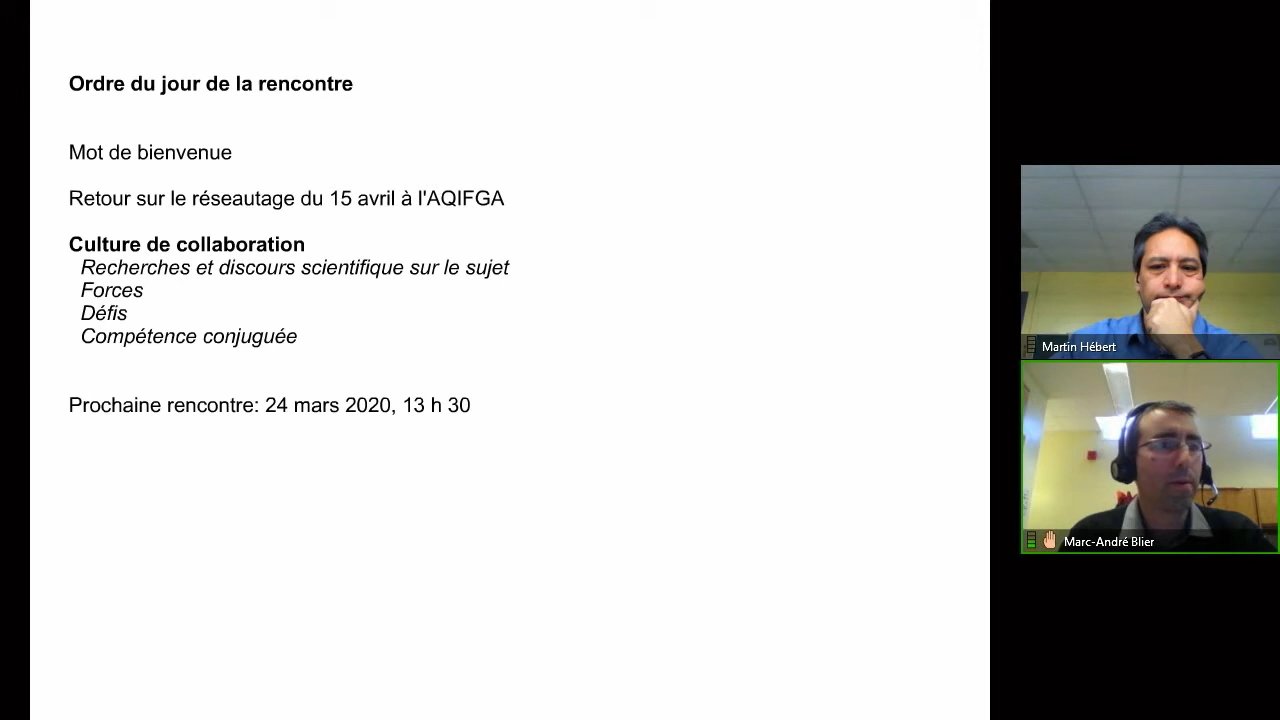 Ordre du jour de la rencontre
Mot de bienvenue
Retour sur le réseautage du 15 avril à l'AQIFGA
Culture de collaboration
Recherches et discours scientifique sur le sujet
Forces
Défis
Compétence conjuguée
Prochaine rencontre: 24 mars 2020, 13 h 30
Martin Hébert
Marc-André Blier